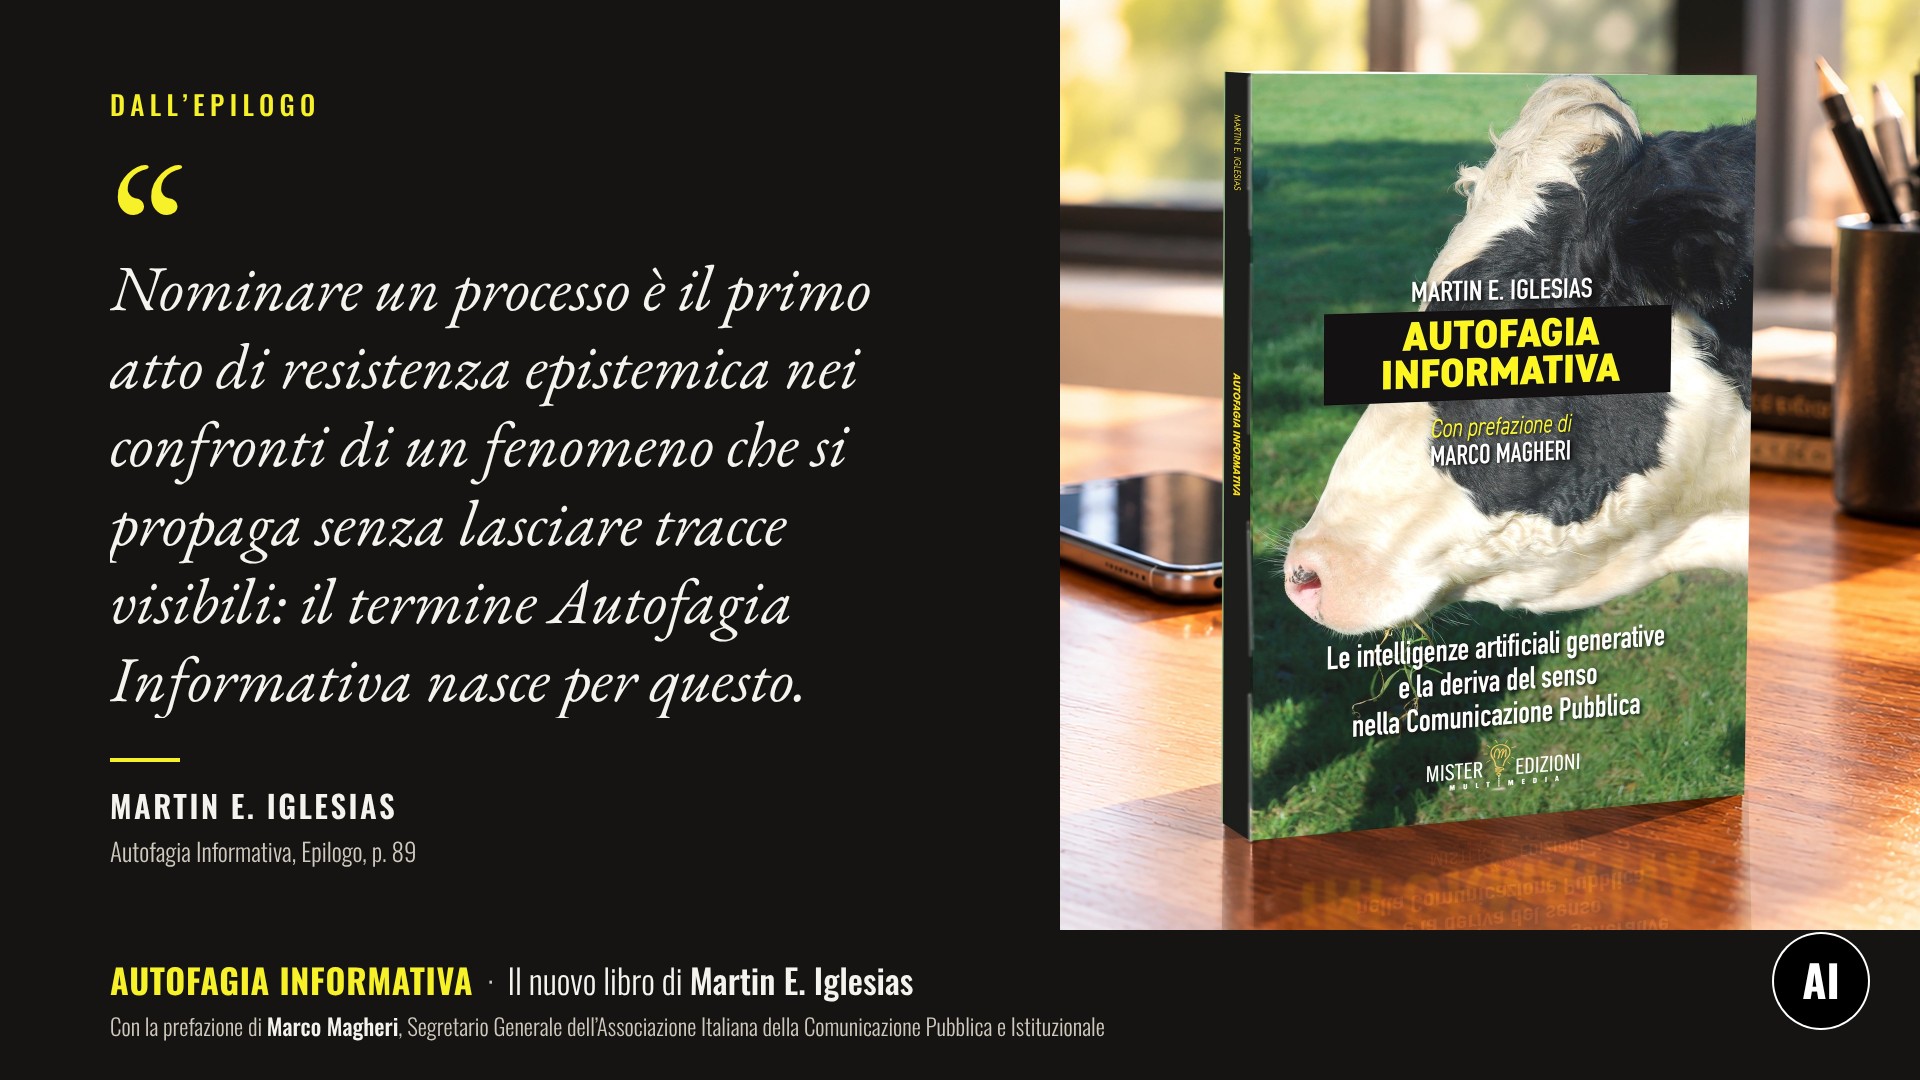 DALL’EPILOGO
“
Nominare un processo è il primo
atto di resistenza epistemica nei
confronti di un fenomeno che si
propaga senza lasciare tracce
visibili: il termine Autofagia
Informativa nasce per questo.
MARTIN E. IGLESIAS
Autofagia Informativa, Epilogo, p. 89
MARTIN E. IGLESIAS
AUTOFAGIA INFORMATIVA
MARTIN E. IGLESIAS
AUTOFAGIA
INFORMATIVA
Con prefazione di
MARCO MAGHERI
Le intelligenze artificiali generative
e la deriva del senso
nella Comunicazione Pubblica
MISTER EDIZIONI
MULTIMEDIA
AUTOFAGIA INFORMATIVA · Il nuovo libro di Martin E. Iglesias
Con la prefazione di Marco Magheri, Segretario Generale dell’Associazione Italiana della Comunicazione Pubblica e Istituzionale
AI